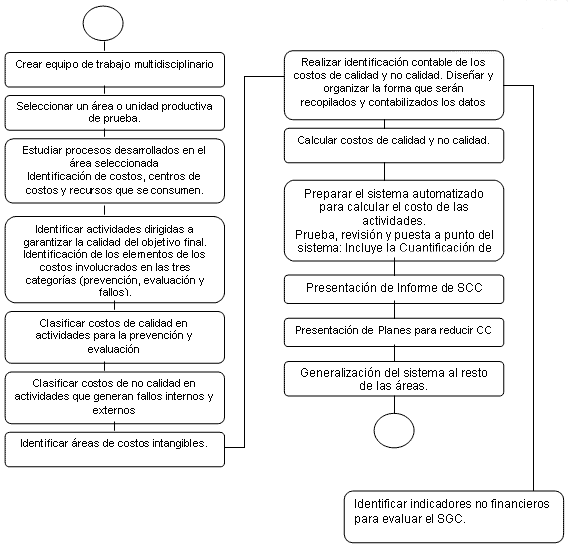 Crear equipo de trabajo multidisciplinario
Seleccionar un área o unidad productiva
de prueba.
Estudiar procesos desarrollados en el
área seleccionada
Identificación de costos, centros de
costos y recursos que se consumen.
Identificar actividades dirigidas a
garantizar la calidad del objetivo final.
Identificación de los elementos de los
costos involucrados en las tres
categorías (prevención, evaluación y
fallos).
Clasificar costos de calidad en
actividades para la prevención y
evaluación
Clasificar costos de no calidad en
actividades que generan fallos internos y
externos
Identificar áreas de costos intangibles.
Realizar identificación contable de los
costos de calidad y no calidad. Diseñar y
organizar la forma que serán
recopilados y contabilizados los datos
Calcular costos de calidad y no calidad.
Preparar el sistema automatizado
para calcular el costo de las
actividades.
Prueba, revisión y puesta a punto del
sistema: Incluye la Cuantificación de
Presentación de Informe de SCC
Presentación de Planes para reducir CC
Generalización del sistema al resto
de las áreas.
Identificar indicadores no financieros
para evaluar el SGC.